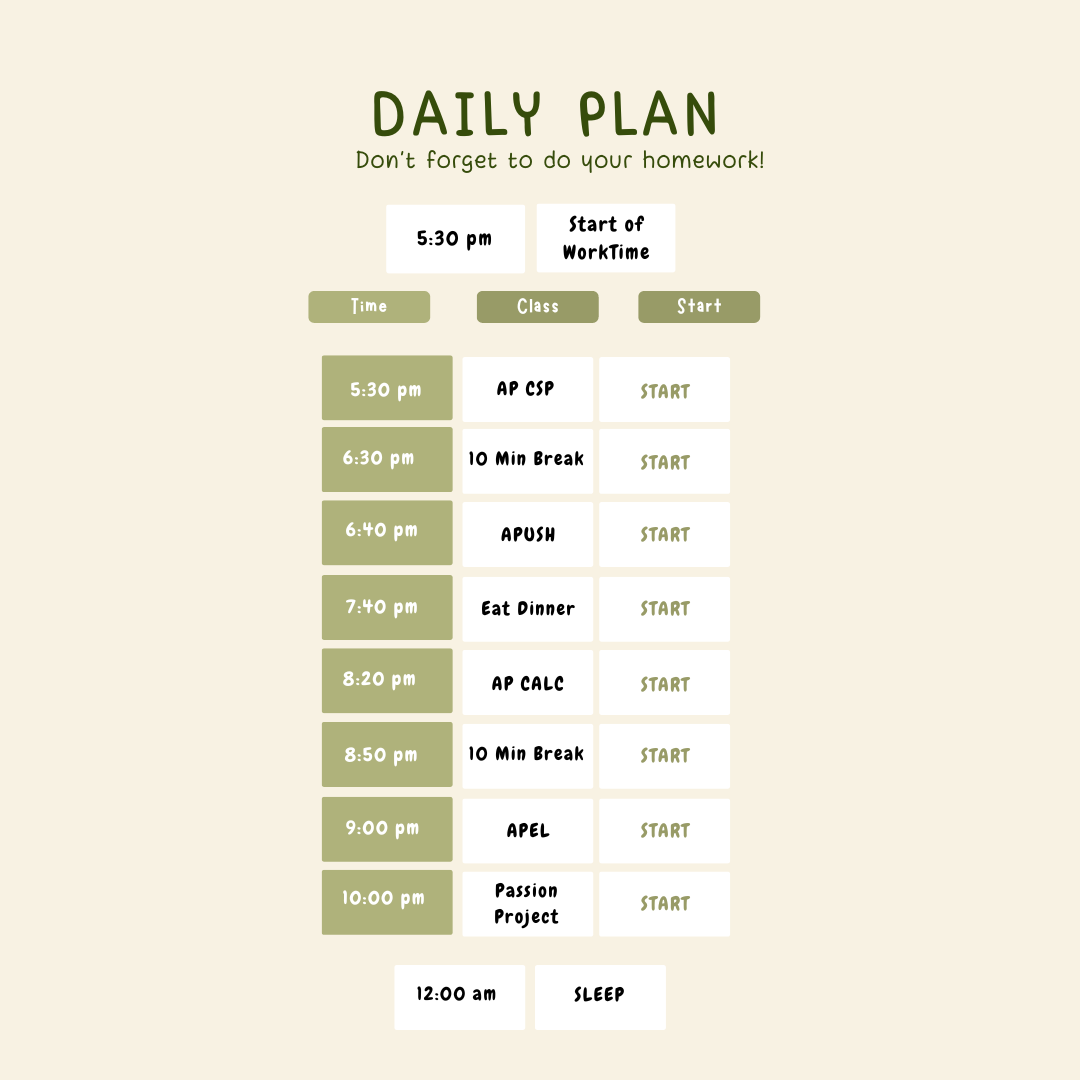 DAILY PLAN
Don't forget to do your homework!
5:30 pm
Start of
WorkTime
Time
Class
Start
5:30 pm
AP CSP
START
6:30 pm
10 Min Break
START
6:40 pm
APUSH
START
7:40 pm
Eat Dinner
START
8:20 pm
AP CALC
START
8:50 pm
10 Min Break
START
9:00 pm
APEL
START
10:00 pm
Passion
Project
START
12:00 am
SLEEP